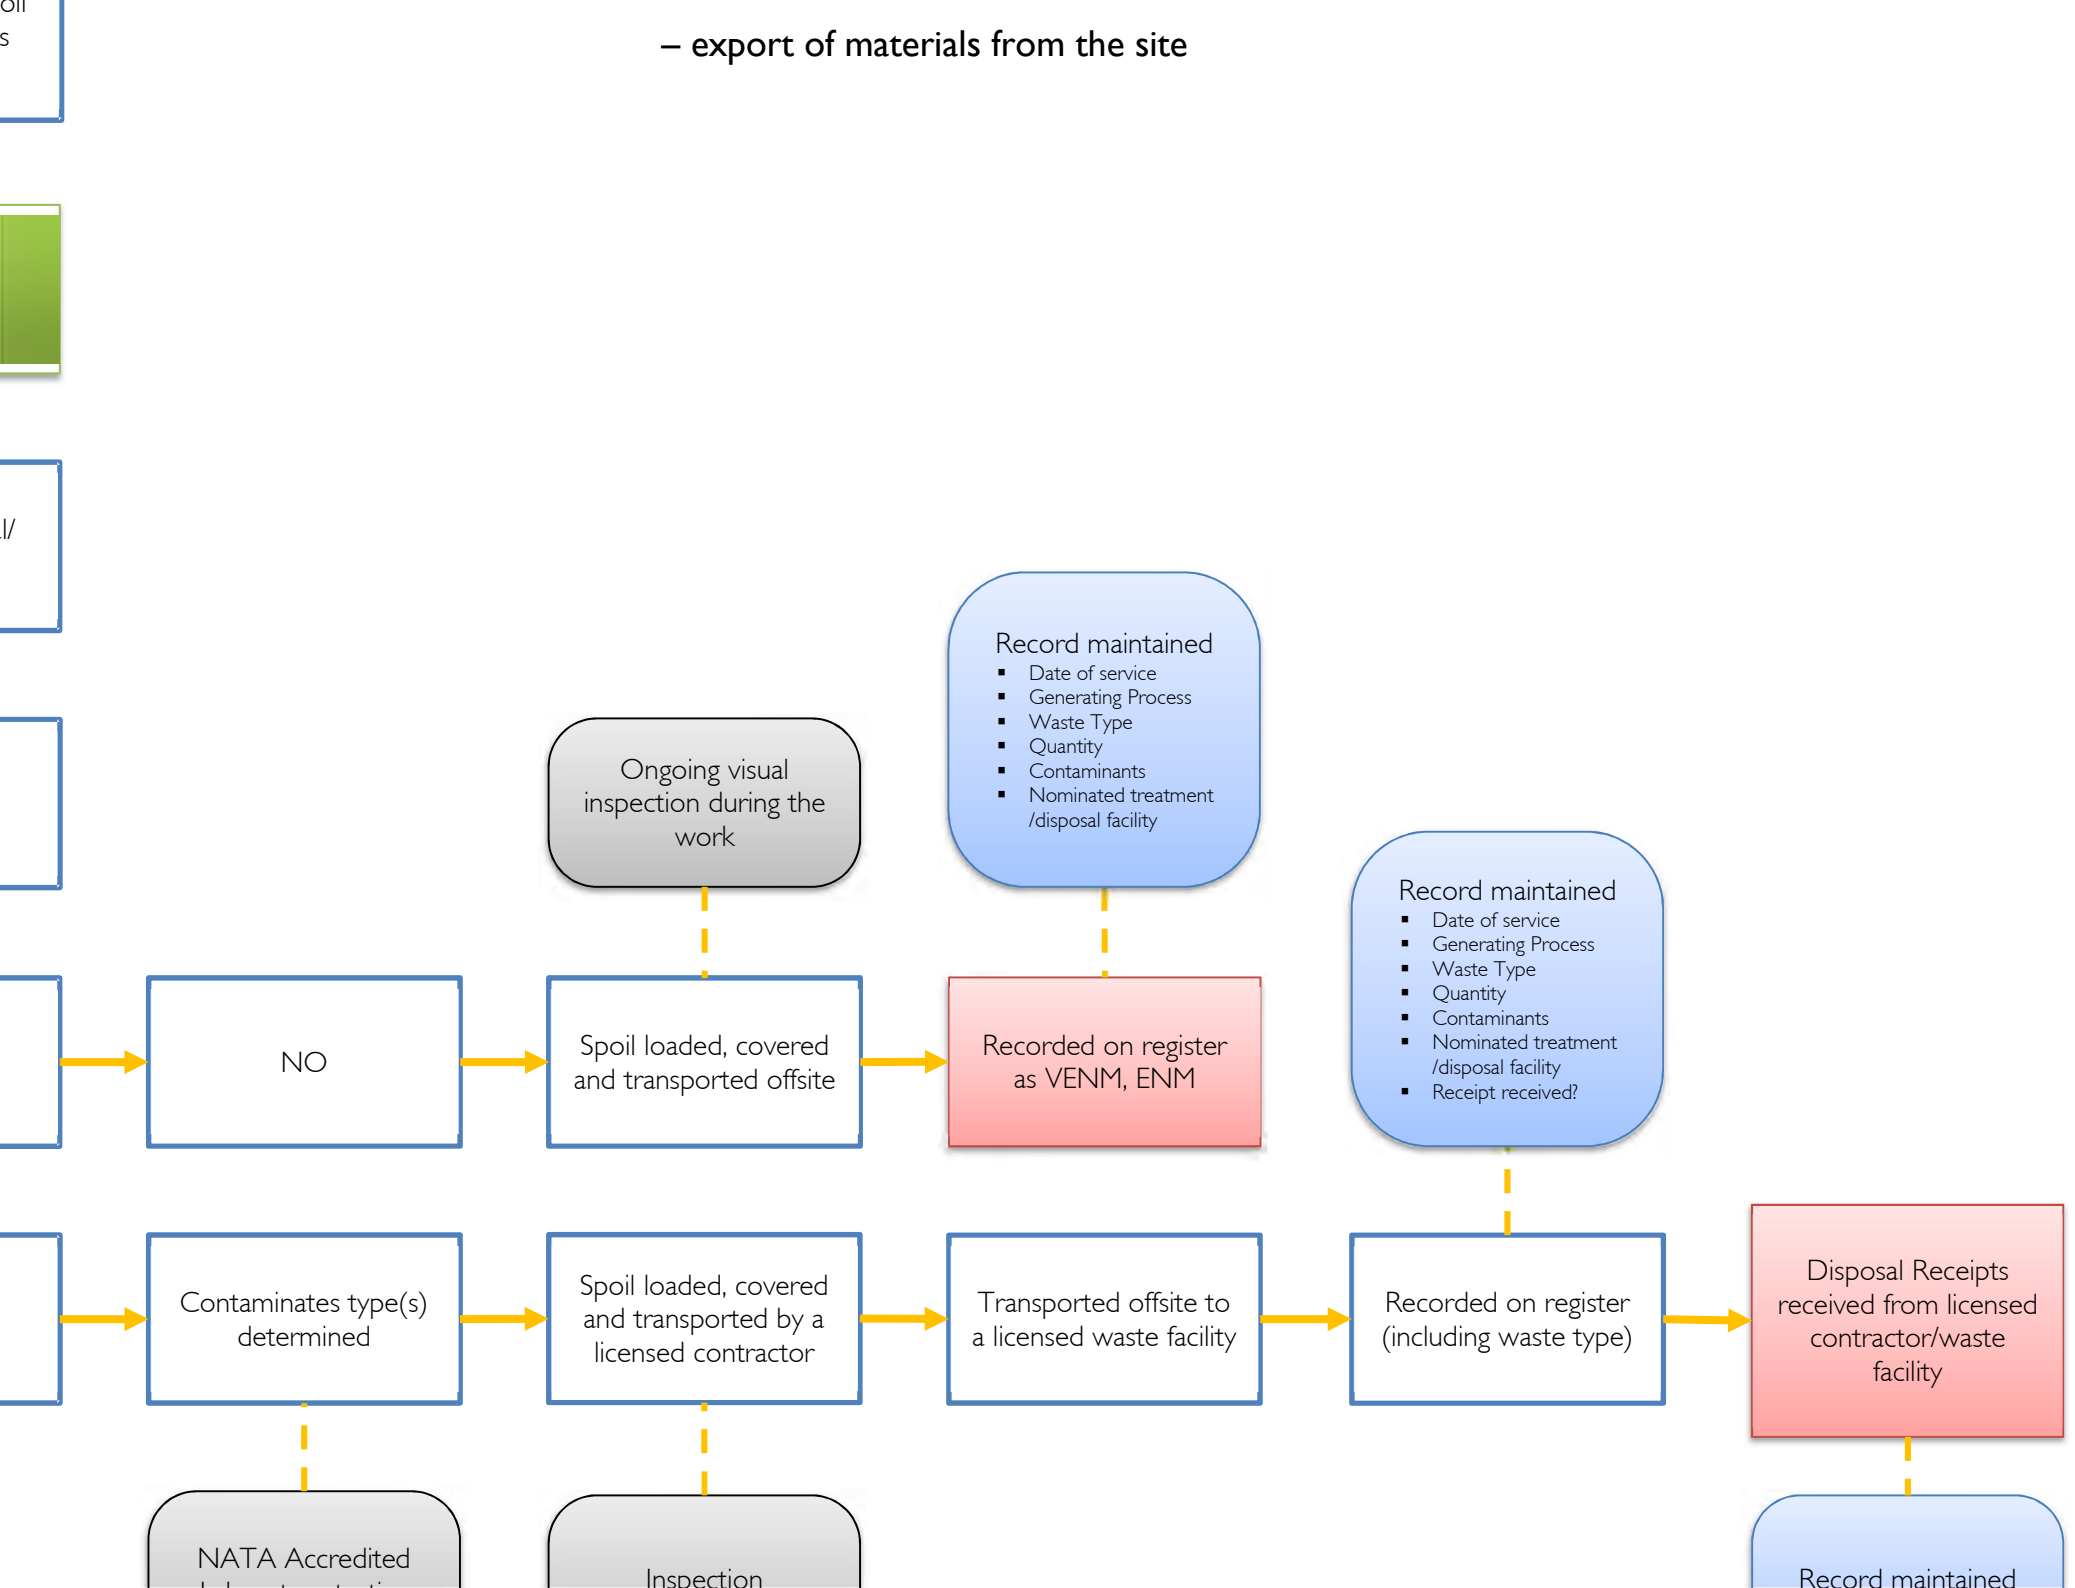 – export of materials from the site
Record maintained
▪ Date of service
▪ Generating Process
▪ Waste Type
▪ Quantity
▪ Contaminants
▪ Nominated treatment
/disposal facility
Ongoing visual
inspection during the
work
Record maintained
▪ Date of service
▪ Generating Process
▪ Waste Type
▪ Quantity
▪ Contaminants
▪ Nominated treatment
/disposal facility
▪ Receipt received?
NO
Spoil loaded, covered
and transported offsite
Recorded on register
as VENM, ENM
Contaminates type(s)
determined
Spoil loaded, covered
and transported by a
licensed contractor
Transported offsite to
a licensed waste facility
Recorded on register
(including waste type)
Disposal Receipts
received from licensed
contractor/waste
facility
NATA Accredited
Inspection
Record maintained